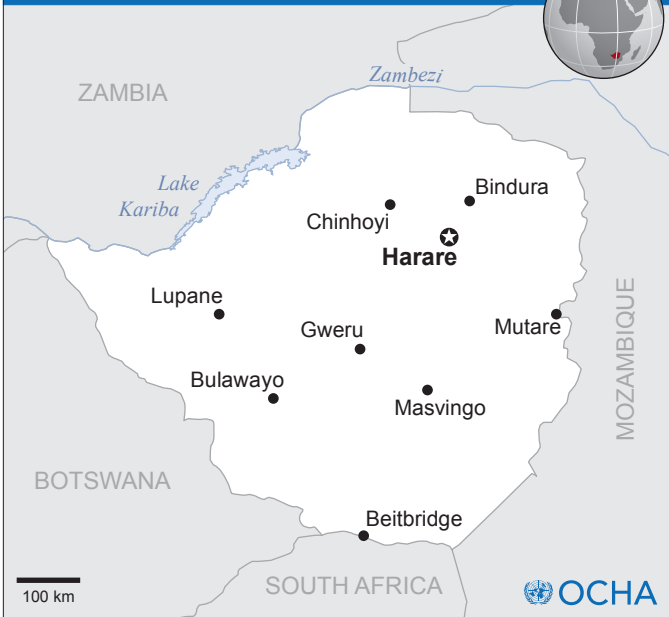 Zambezi
ZAMBIA
Lake
Kariba
Bindura
Chinhoyi
Harare
Lupane
Gweru
Mutare
MOZAMBIQUE
Bulawayo
Masvingo
BOTSWANA
Beitbridge
SOUTH AFRICA
100 km
OCHA